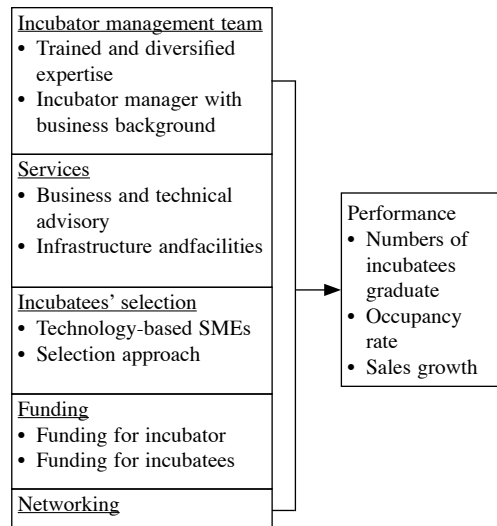 Incubator management team
• Trained and diversified
expertise
• Incubator manager with
business background
Services
• Business and technical
advisory
• Infrastructure andfacilities
Incubatees’ selection
• Technology-based SMEs
• Selection approach
Funding
• Funding for incubator
• Funding for incubatees
Networking
Performance
• Numbers of
incubatees
graduate
• Occupancy
rate
• Sales growth